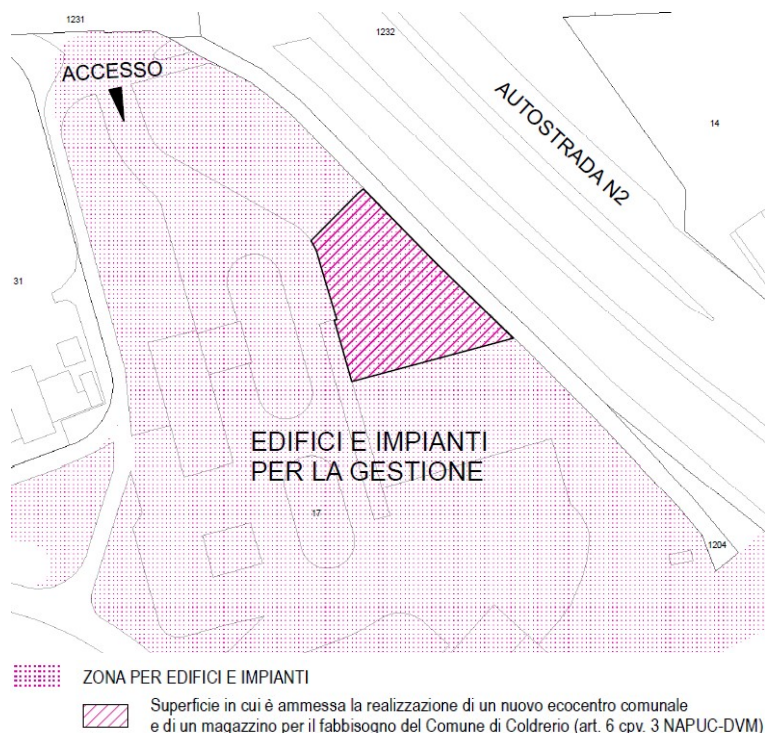 1231
1232
ACCESSO
AUTOSTRADA N2
14
31
EDIFICI E IMPIANTI
PER LA GESTIONE
17
1204
ZONA PER EDIFICI E IMPIANTI
Superficie in cui è ammessa la realizzazione di un nuovo ecocentro comunale
e di un magazzino per il fabbisogno del Comune di Coldrerio (art. 6 cpv. 3 NAPUC-DVM)